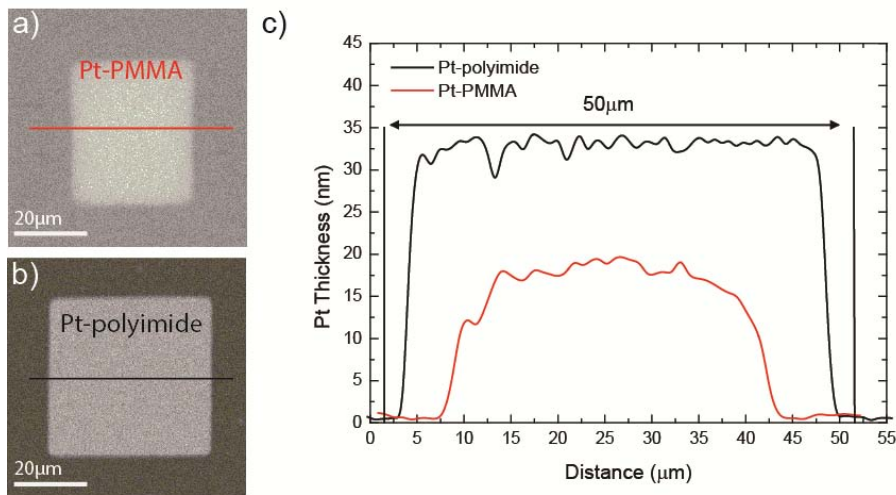 a)
Pt-PMMA
20μm
b)
Pt-polyimide
20μm
c)
45
40
35
30
25
20
15
10
5
0
Pt Thickness (nm)
Pt-polyimide
Pt-PMMA
50μm
0 5 10 15 20 25 30 35 40 45 50 55
Distance (μm)